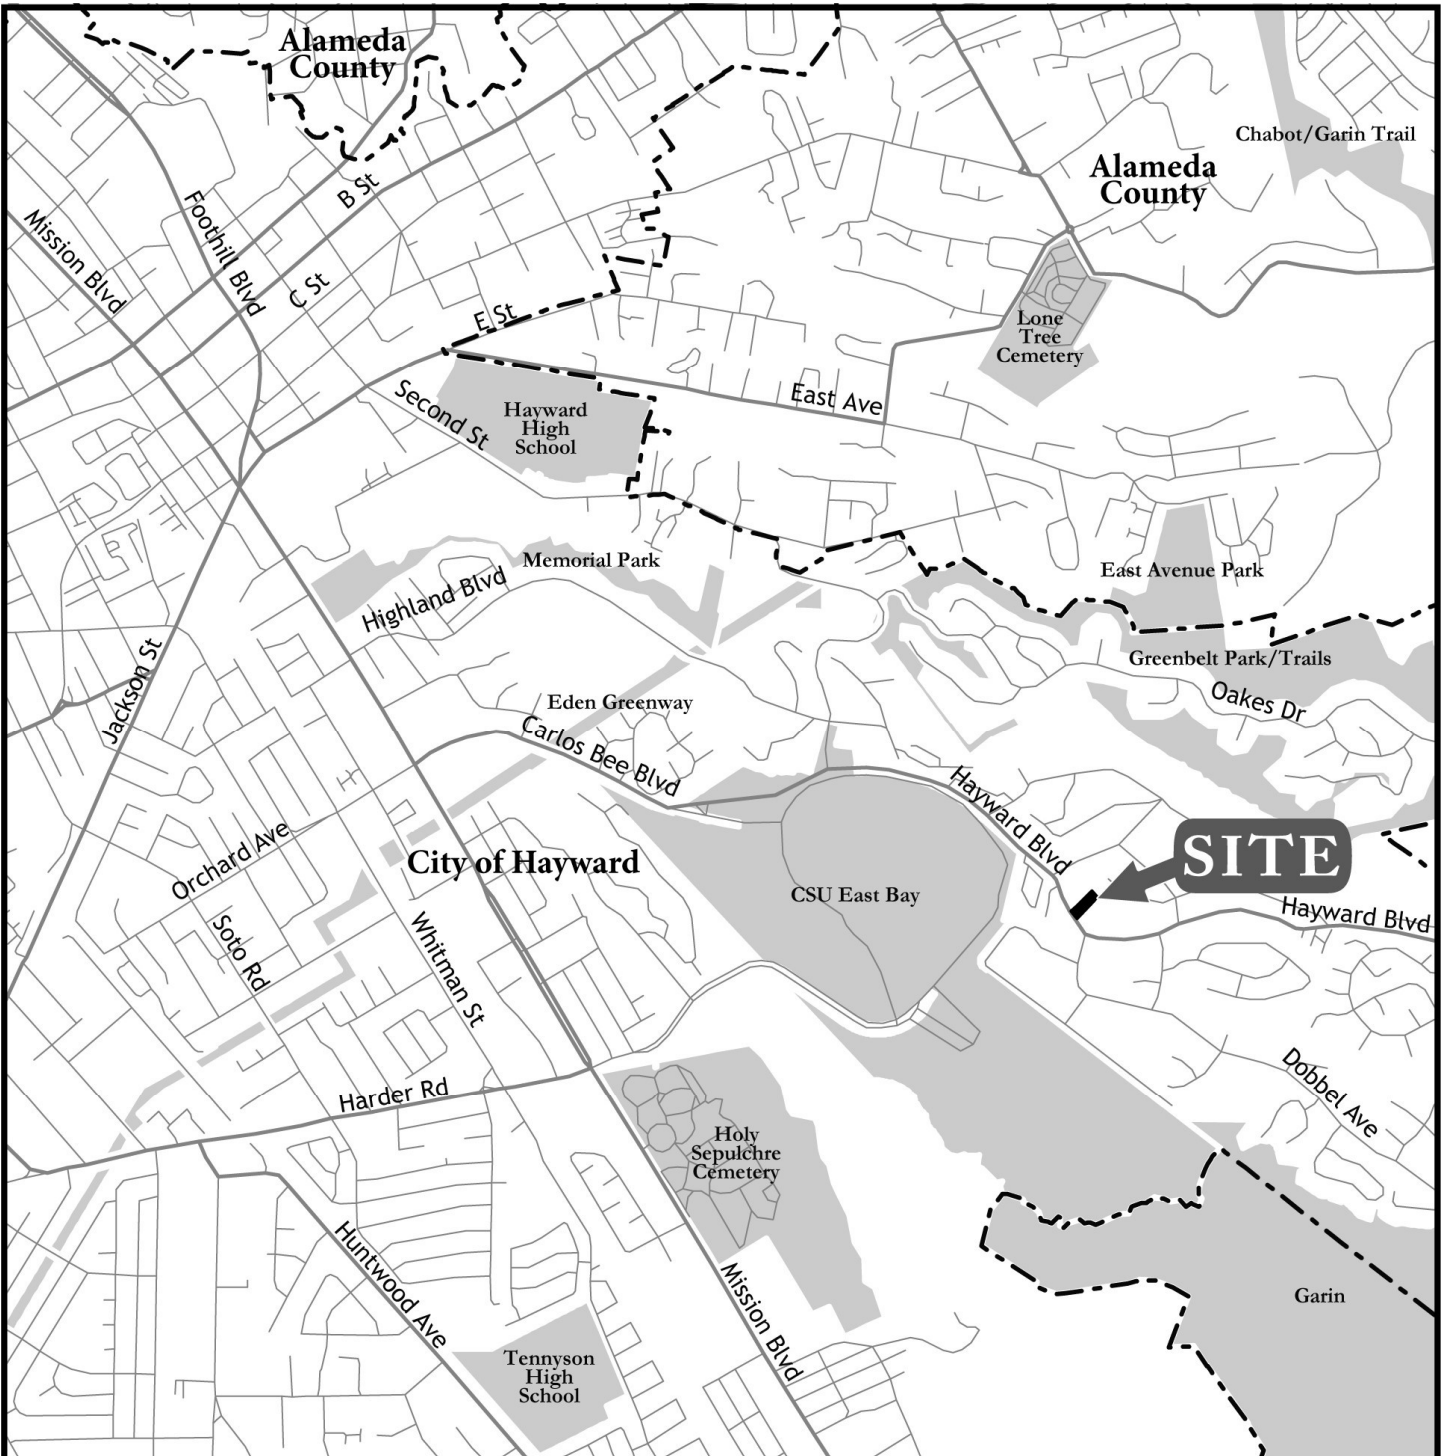 Alameda
County
Chabot/Garin Trail
Alameda
County
B St
Foothill Blvd
Mission Blvd
C St
E St
Lone
Tree
Cemetery
East Ave
Second St
Hayward
High
School
Memorial Park
East Avenue Park
Highland Blvd
Greenbelt Park/Trails
Jackson St
Oakes Dr
Eden Greenway
Carlos Bee Blvd
Hayward Blvd
SITE
Orchard Ave
City of Hayward
CSU East Bay
Hayward Blvd
Soto Rd
Whitman St
Dobbel Ave
Harder Rd
Holy
Sepulchre
Cemetery
Huntwood Ave
Mission Blvd
Garin
Tennyson
High
School